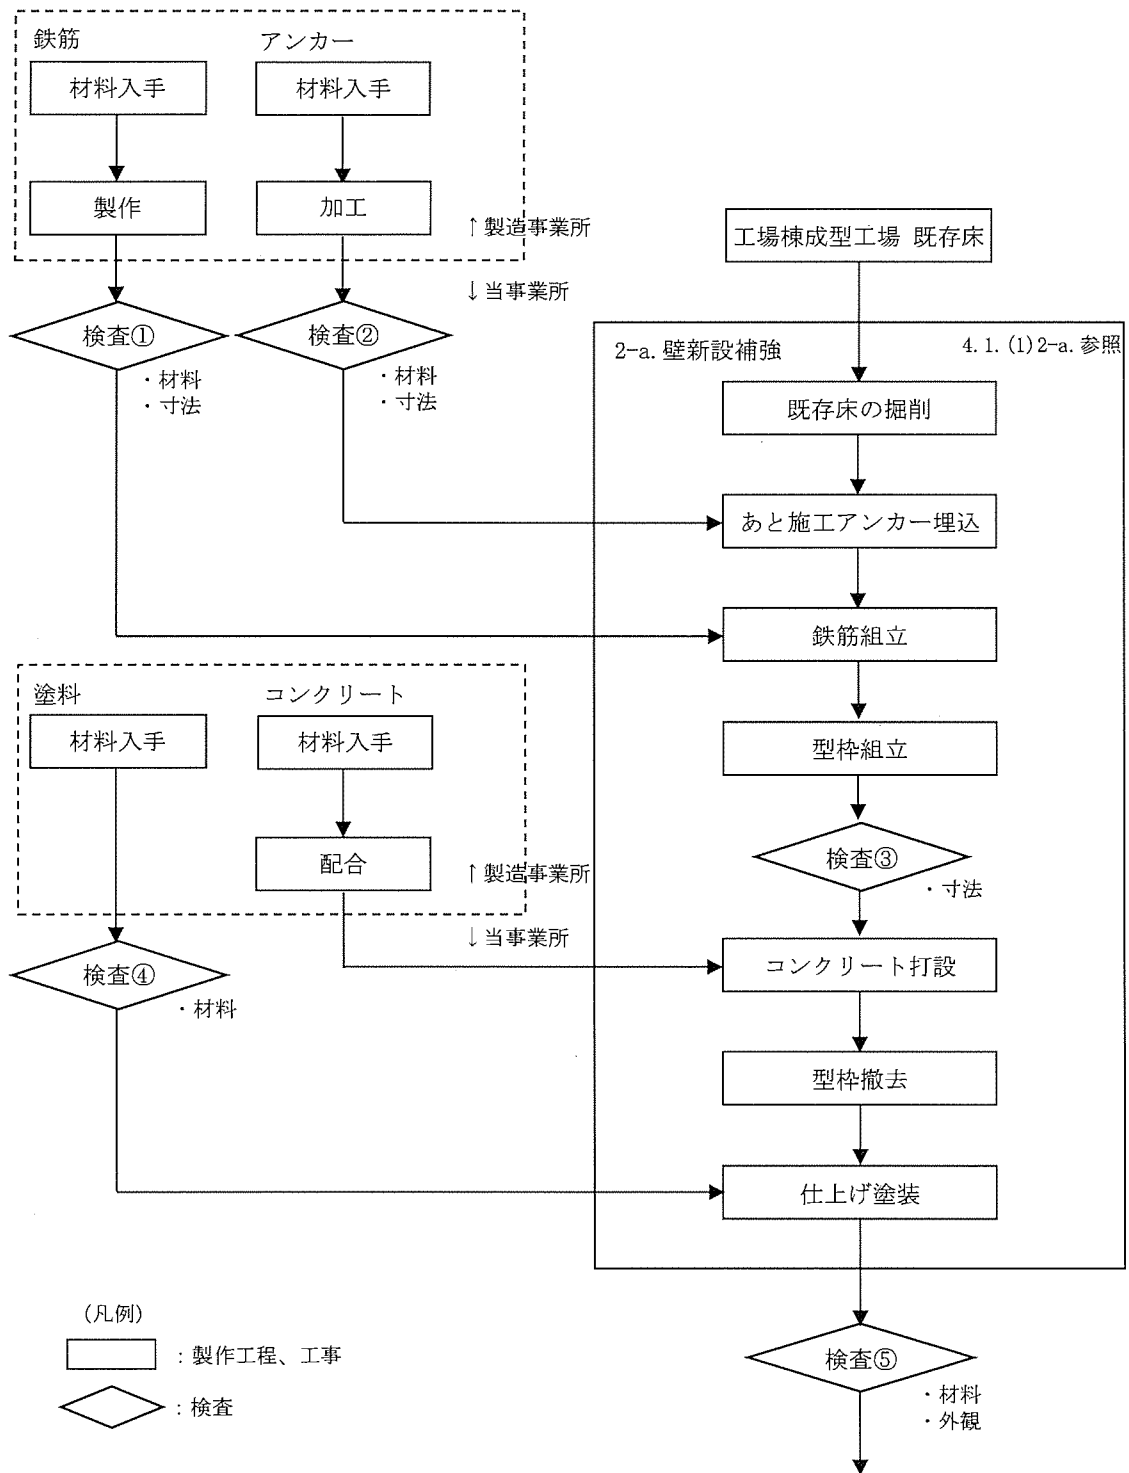 鉄筋
アンカー
材料入手
材料入手
製作
加工
↑製造事業所
↓当事業所
検査①
・材料
・寸法
検査②
・材料
・寸法
工場棟成型工場 既存床
2-a.壁新設補強
4.1.(1)2-a.参照
既存床の掘削
あと施工アンカー埋込
鉄筋組立
型枠組立
検査③
・寸法
塗料
コンクリート
材料入手
材料入手
配合
↑製造事業所
↓当事業所
検査④
・材料
コンクリート打設
型枠撤去
仕上げ塗装
検査⑤
・材料
・外観
(凡例)
：製作工程、工事
：検査